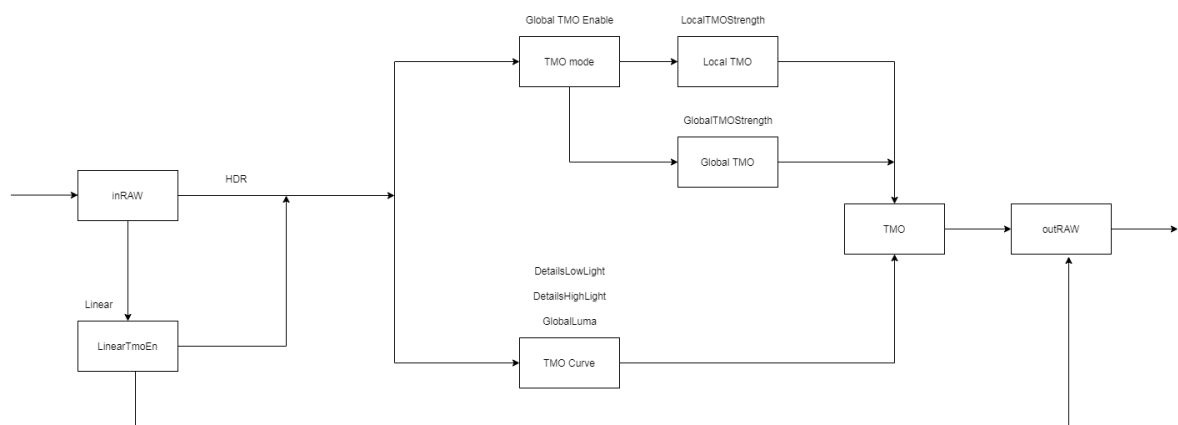 Global TMO Enable
LocalTMOStrength
TMO mode
Local TMO
GlobalTMOStrength
Global TMO
HDR
inRAW
TMO
outRAW
DetailsLowLight
DetailsHighLight
GlobalLuma
Linear
LinearTmoEn
TMO Curve